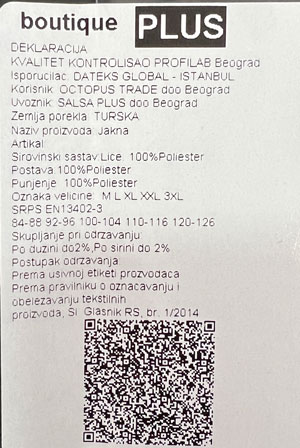 boutique PLUS
DEKLARACIJA
KVALITET KONTROLISAO PROFILAB Beograd
Isporucilac: DATEKS GLOBAL - ISTANBUL
Korisnik: OCTOPUS TRADE doo Beograd
Uvoznik: SALSA PLUS doo Beograd
Zemlja porekla: TURSKA
Naziv proizvoda: Jakna
Artikal:
Sirovinski sastav:Lice: 100%Poliester
Postava:100%Poliester
Punjenje: 100%Poliester
Oznaka velicine: M L XL XXL 3XL
SRPS EN13402-3
84-88 92-96 100-104 110-116 120-126
Skupljanje pri odrzavanju:
Po duzini do2%,Po sirini do 2%
Postupak odrzavanja:
Prema usivnoj etiketi prozvodaca
Prema pravilniku o oznacavanju i
obelezavanju tekstilnih
proizvoda, Sl. Glasnik RS, br. 1/2014